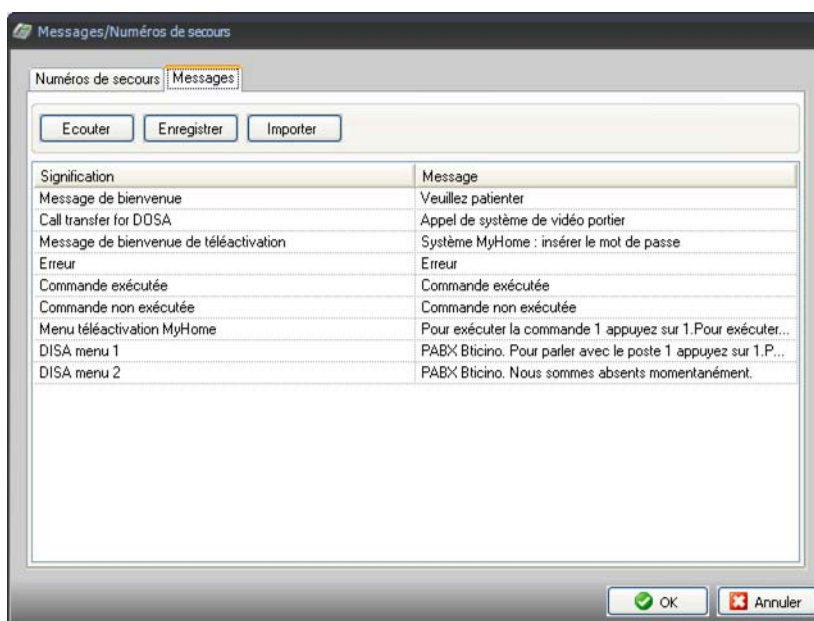 Messages/Numéros de secours
Numéros de secours Messages
Ecouter Enregistrer Importer
Signification Message
Message de bienvenue Veuillez patienter
Call transfer for DOSA Appel de système de vidéo portier
Message de bienvenue de téléactivation Système MyHome : insérer le mot de passe
Erreur Erreur
Commande exécutée Commande exécutée
Commande non exécutée Commande non exécutée
Menu téléactivation MyHome Pour exécuter la commande 1 appuyez sur 1.Pour exécuter...
DISA menu 1 PABX Bticino. Pour parler avec le poste 1 appuyez sur 1.P...
DISA menu 2 PABX Bticino. Nous sommes absents momentanément.
OK Annuler